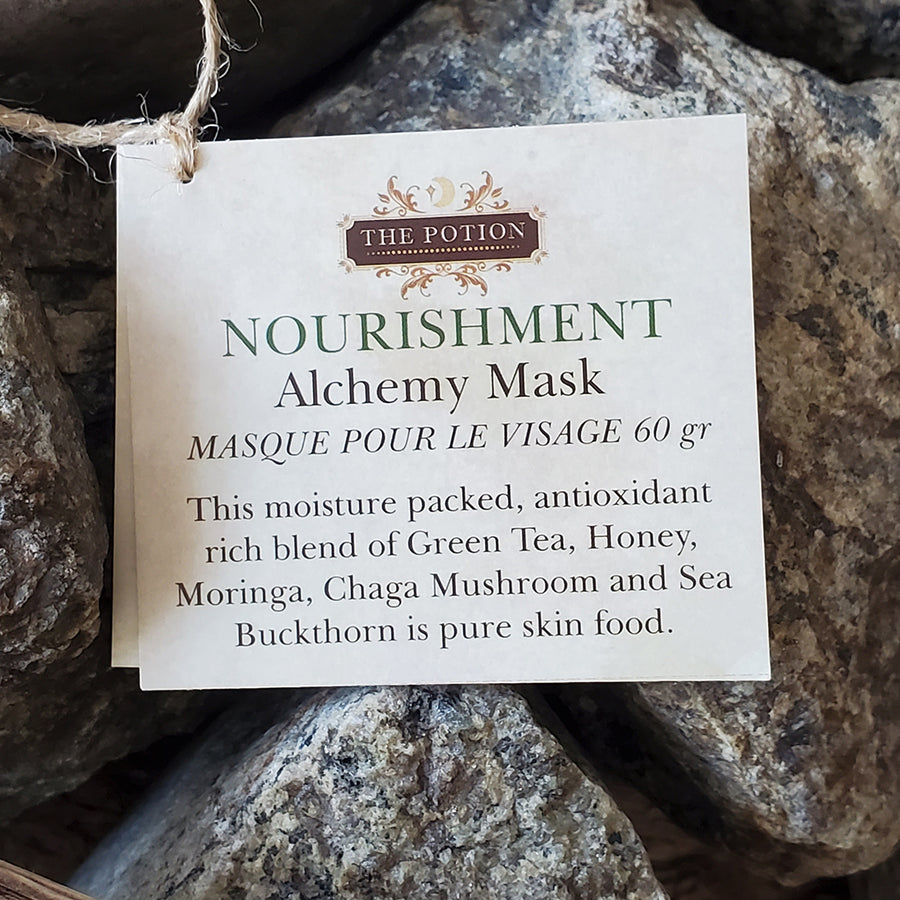 THE POTION
NOURISHMENT
Alchemy Mask
MASQUE POUR LE VISAGE 60 gr
This moisture packed, antioxidant
rich blend of Green Tea, Honey,
Moringa, Chaga Mushroom and Sea
Buckthorn is pure skin food.